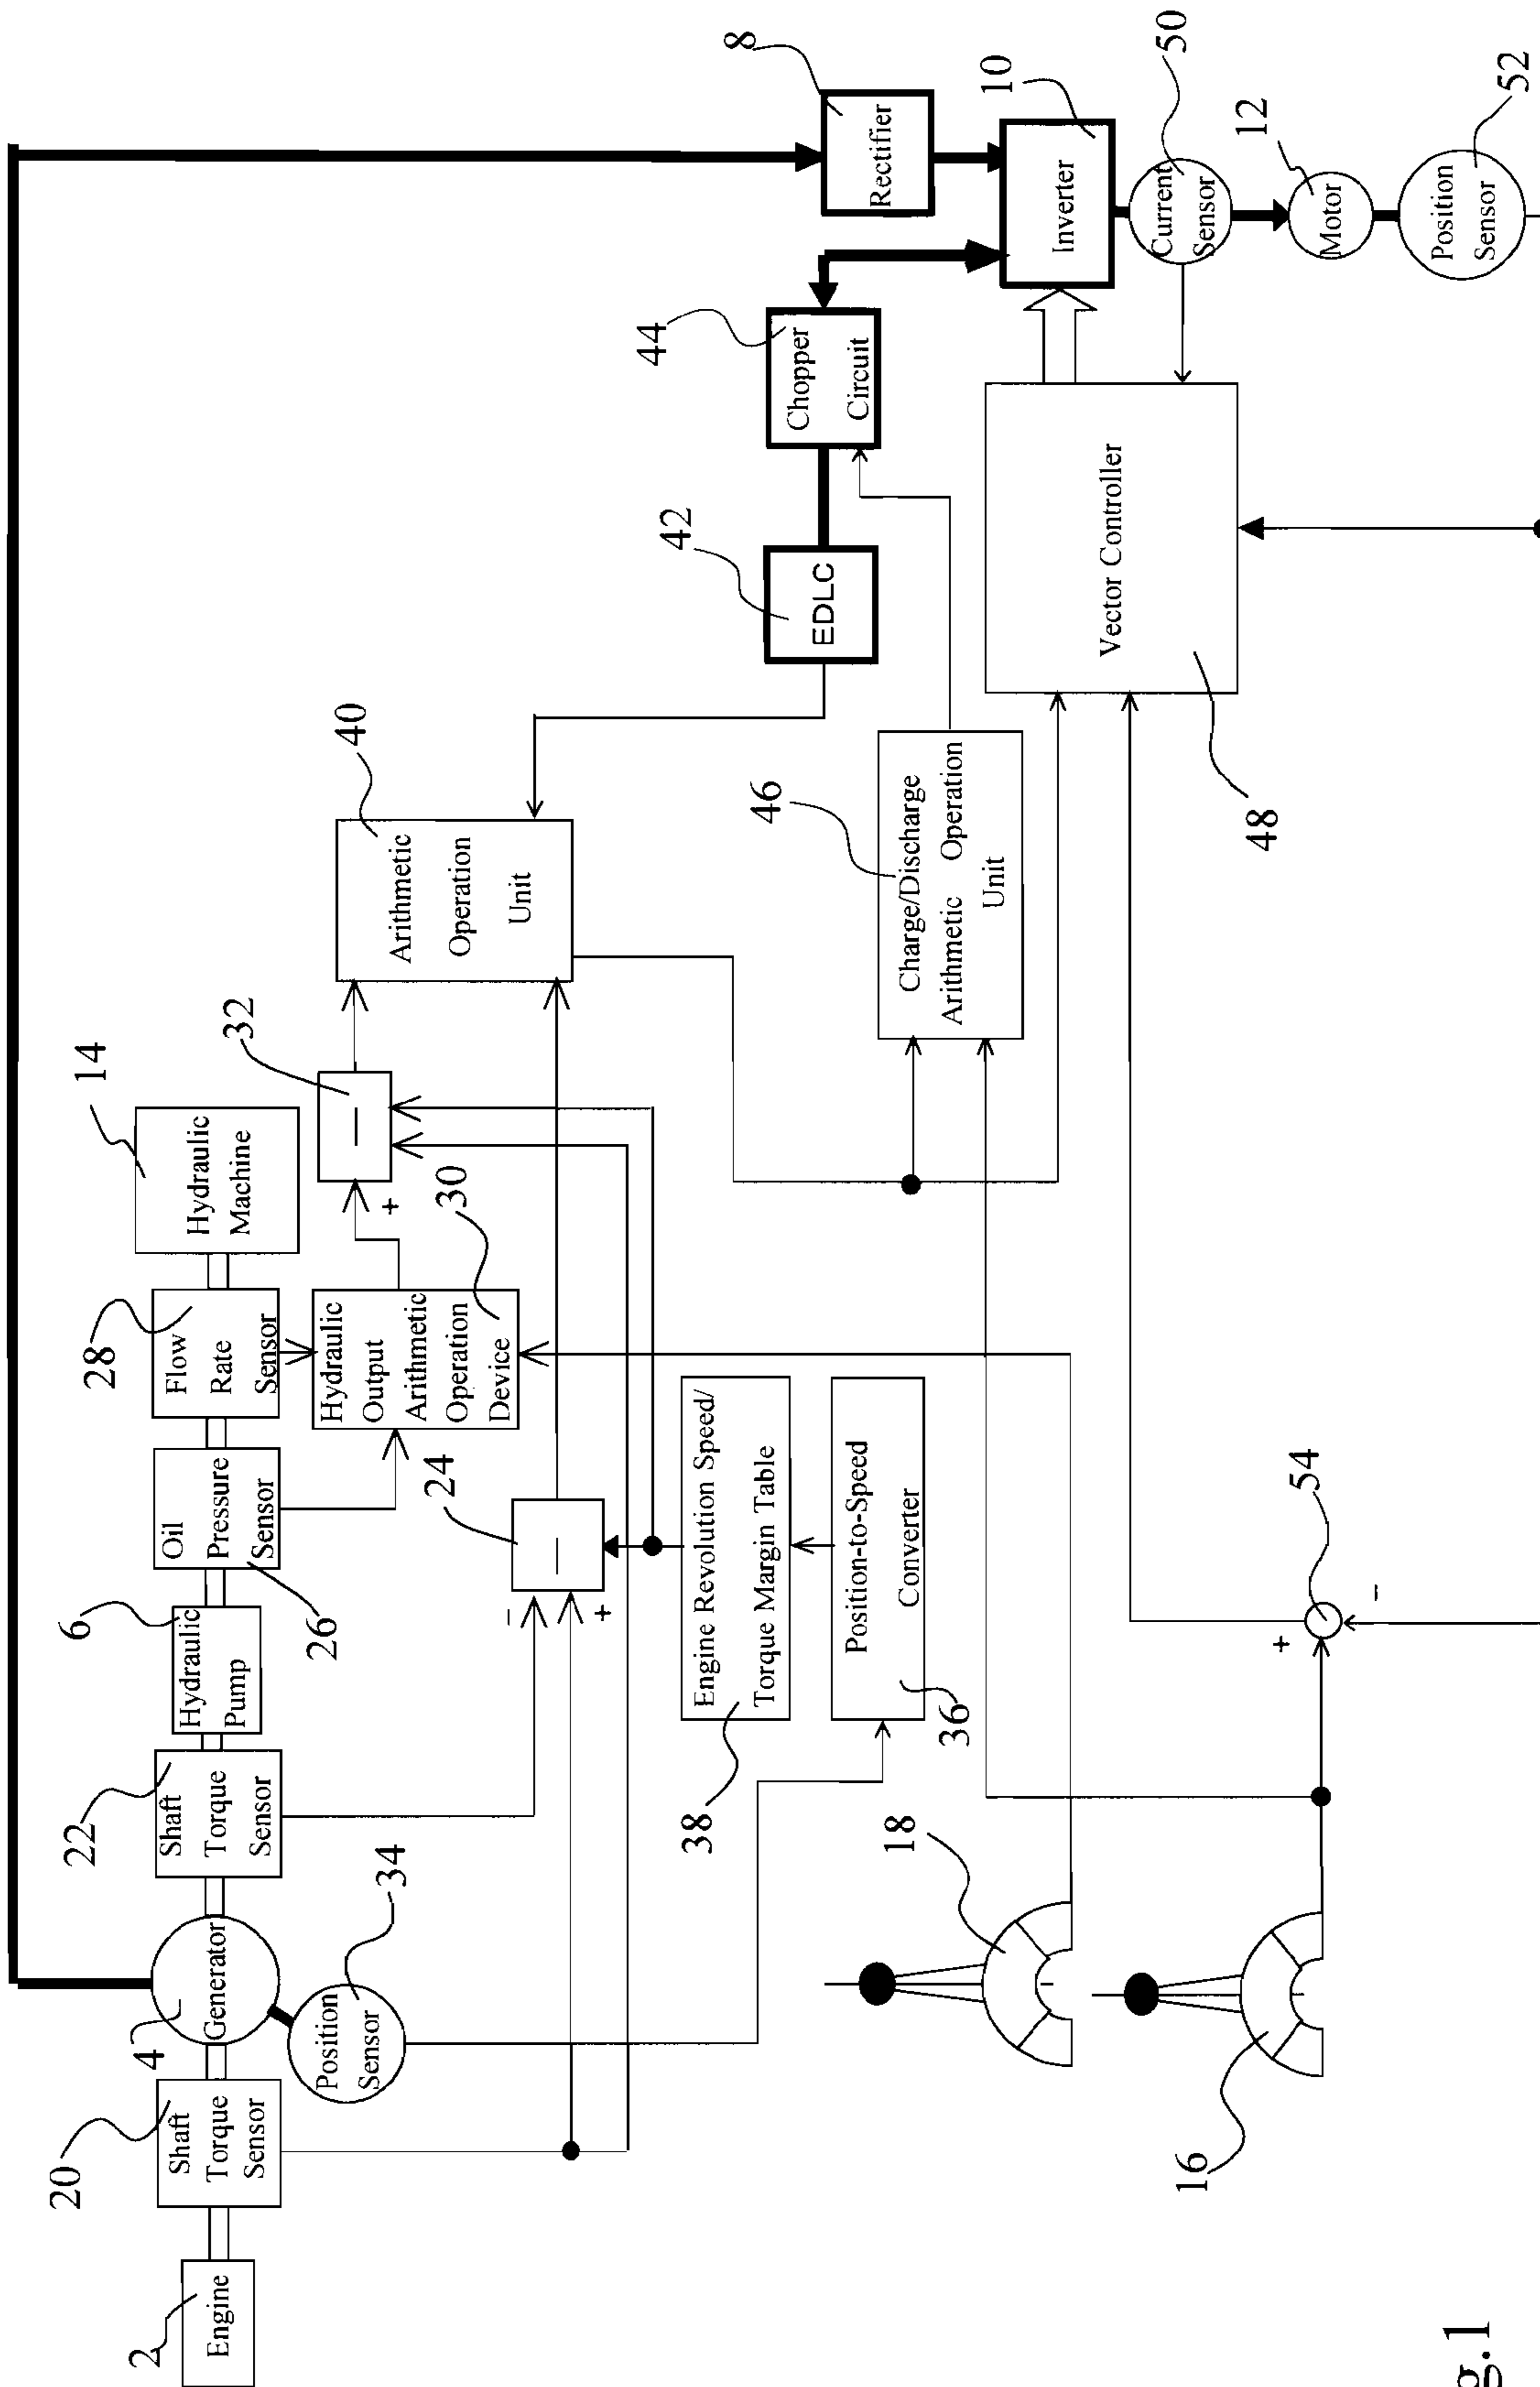 2
Engine
20
Shaft
Torque
Sensor
4
Generator
34
Position
Sensor
22
Shaft
Torque
Sensor
6
Hydraulic
Pump
26
Oil
Pressure
Sensor
28
Flow
Rate
Sensor
14
Hydraulic
Machine
30
Hydraulic
Output
Arithmetic
Operation
Device
32
—
+
24
—
-
+
40
Arithmetic
Operation
Unit
38
Engine Revolution Speed/
Torque Margin Table
36
Position-to-Speed
Converter
42
EDLC
44
Chopper
Circuit
8
Rectifier
10
Inverter
46
Charge/Discharge
Arithmetic Operation
Unit
48
Vector Controller
50
Current
Sensor
12
Motor
52
Position
Sensor
18
16
54
+
-
g.1